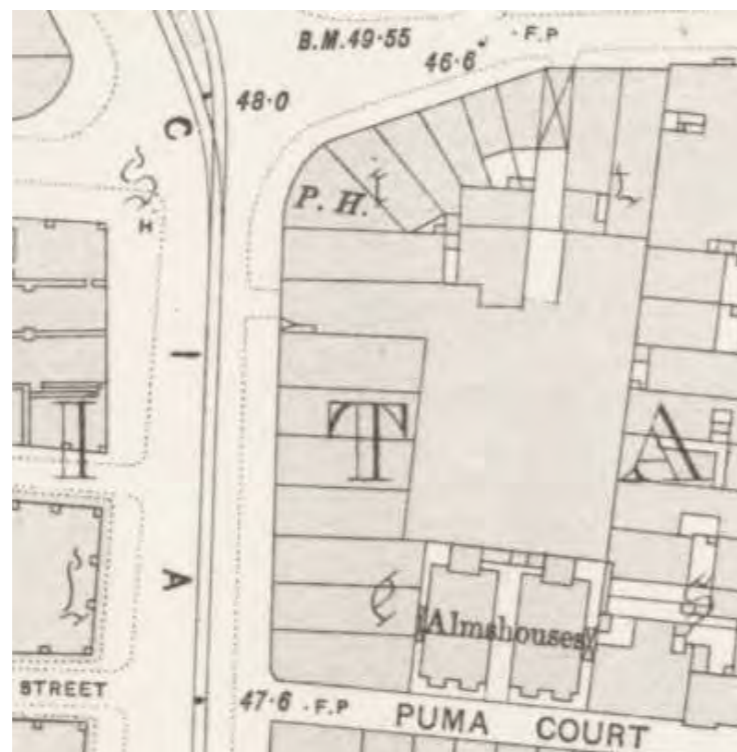 B.M.49·55
·F.P
46·6
48·0
C
P. H.
H
I
I T A
A
Almshouses
STREET
47·6 ·F.P
PUMA COURT